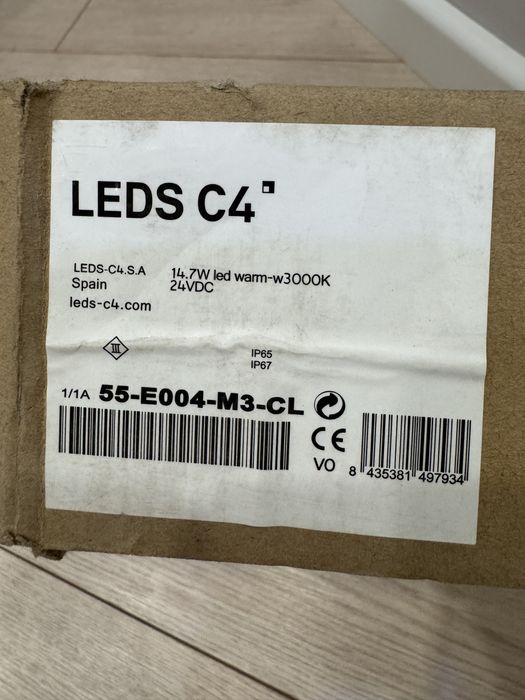 LEDS C4
LEDS-C4.S.A
Spain
leds-c4.com
14.7W led warm-w3000K
24VDC
III
IP65
IP67
1/1A 55-E004-M3-CL
CE
VO
8 435381 497934